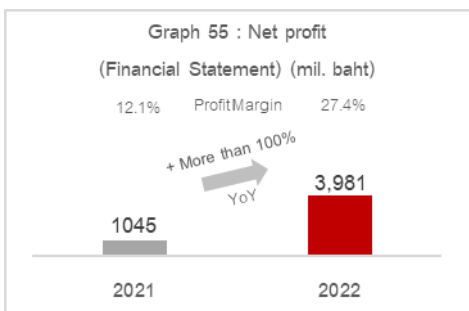 Graph 55 : Net profit
(Financial Statement) (mil. baht)
12.1% ProfitMargin 27.4%
+ More than 100%
YoY
3,981
1045
2021 2022